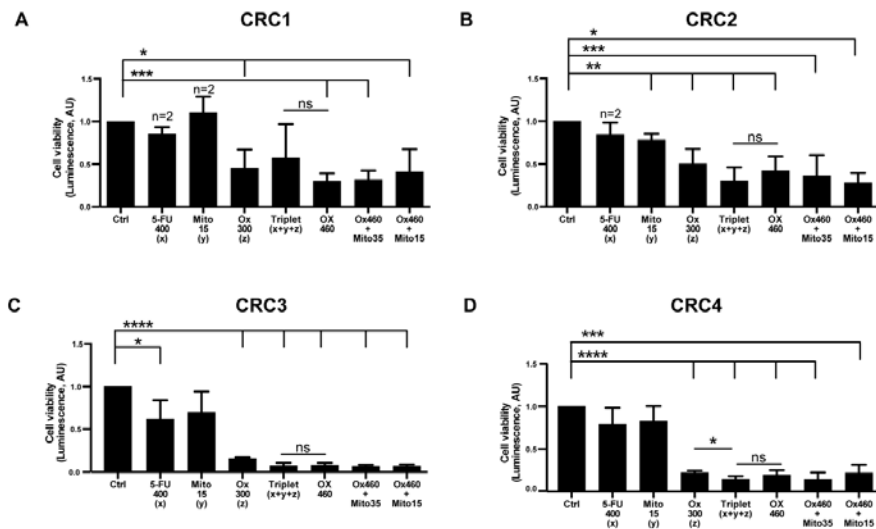 A
CRC1
*
***
n=2
n=2
ns
Cell viability
(Luminescence, AU)
1.5
1.0
0.5
0.0
Ctrl
5-FU
400
(x)
Mito
15
(y)
Ox
300
(z)
Triplet
(x+y+z)
OX
460
Ox460
+
Mito35
Ox460
+
Mito15
B
CRC2
*
***
**
n=2
ns
Cell viability
(Luminescence, AU)
1.5
1.0
0.5
0.0
Ctrl
5-FU
400
(x)
Mito
15
(y)
Ox
300
(z)
Triplet
(x+y+z)
OX
460
Ox460
+
Mito35
Ox460
+
Mito15
C
CRC3
****
*
ns
Cell viability
(Luminescence, AU)
1.5
1.0
0.5
0.0
Ctrl
5-FU
400
(x)
Mito
15
(y)
Ox
300
(z)
Triplet
(x+y+z)
OX
460
Ox460
+
Mito35
Ox460
+
Mito15
D
CRC4
***
****
*
ns
Cell viability
(Luminescence, AU)
1.5
1.0
0.5
0.0
Ctrl
5-FU
400
(x)
Mito
15
(y)
Ox
300
(z)
Triplet
(x+y+z)
OX
460
Ox460
+
Mito35
Ox460
+
Mito15